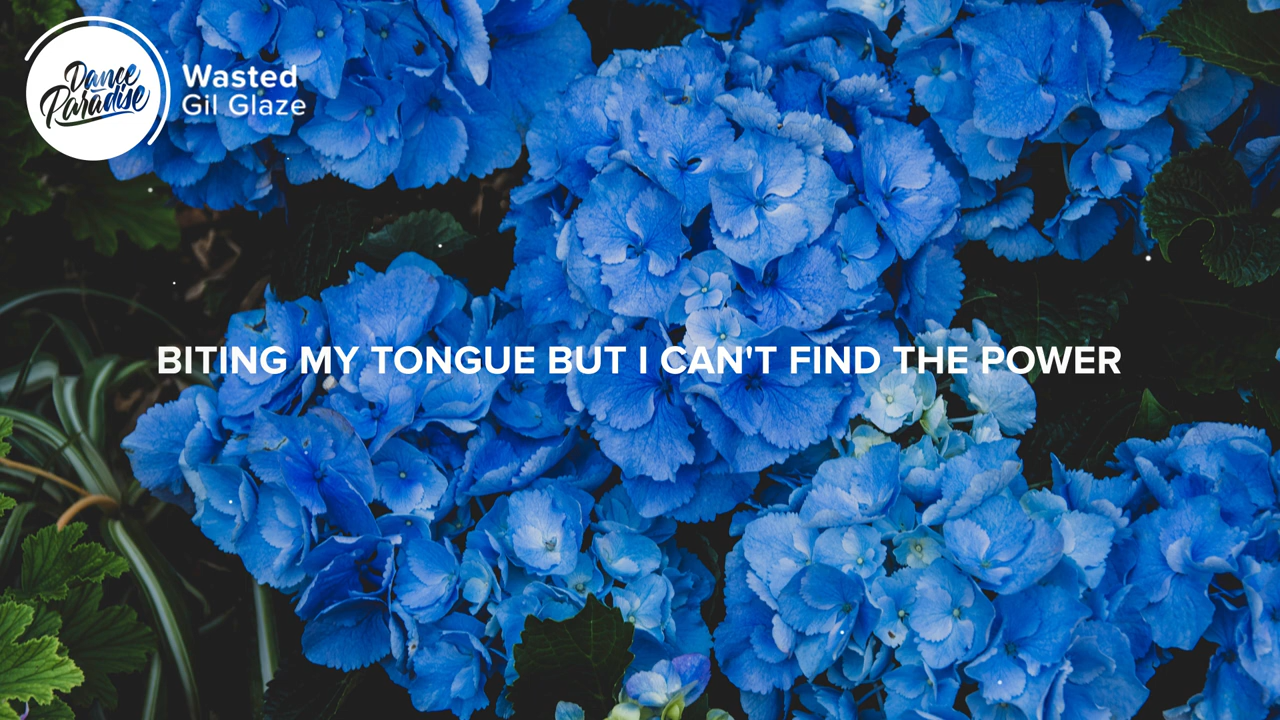 Dance
Paradise
Wasted
Gil Glaze
BITING MY TONGUE BUT I CAN'T FIND THE POWER